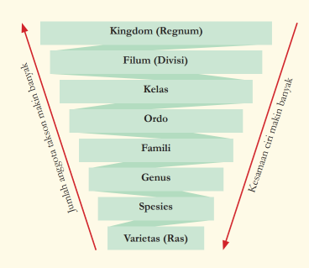 Kingdom (Regnum)
Filum (Divisi)
Kelas
Ordo
Famili
Genus
Spesies
Varietas (Ras)
Jumlah anggota takson makin banyak
Kesamaan ciri makin banyak